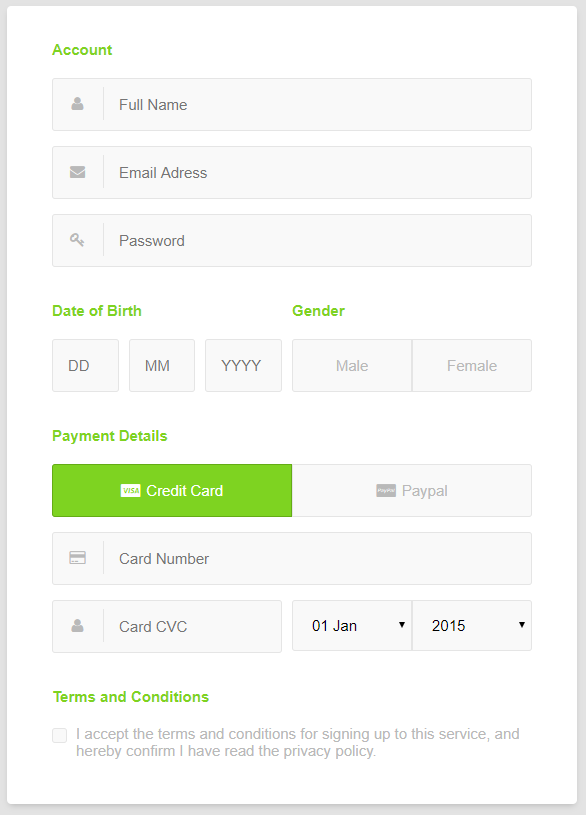 Account
Full Name
Email Adress
Password
Date of Birth
Gender
DD
MM
YYYY
Male
Female
Payment Details
VISA Credit Card
PayPal Paypal
Card Number
Card CVC
01 Jan
2015
Terms and Conditions
I accept the terms and conditions for signing up to this service, and
hereby confirm I have read the privacy policy.